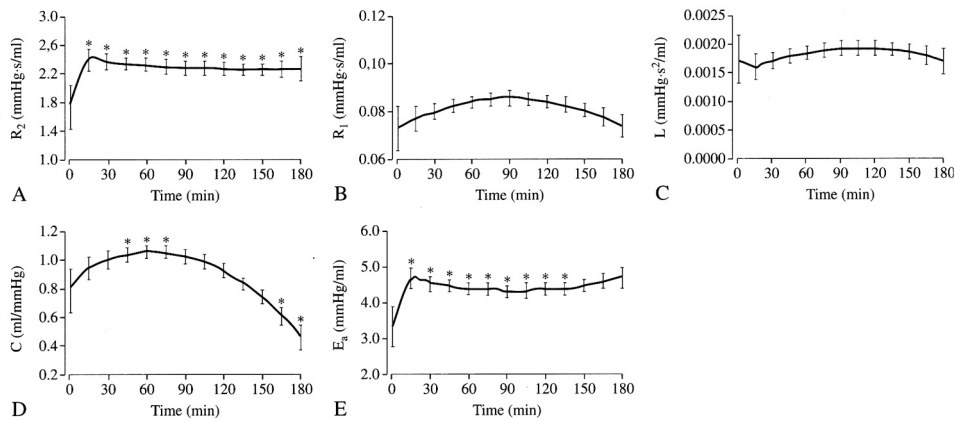 3.0
2.6
2.2
1.8
1.4
1.0
R2 (mmHg·s/ml)
* * * * * * * * * * * *
0 30 60 90 120 150 180
Time (min)
A
0.12
0.10
0.08
0.06
R1 (mmHg·s/ml)
0 30 60 90 120 150 180
Time (min)
B
0.0025
0.0020
0.0015
0.0010
0.0005
0.0000
L (mmHg·s²/ml)
0 30 60 90 120 150 180
Time (min)
C
1.2
1.0
0.8
0.6
0.4
0.2
C (ml/mmHg)
* * * * *
0 30 60 90 120 150 180
Time (min)
D
6.0
5.0
4.0
3.0
2.0
Ea (mmHg/ml)
* * * * * * * * *
0 30 60 90 120 150 180
Time (min)
E